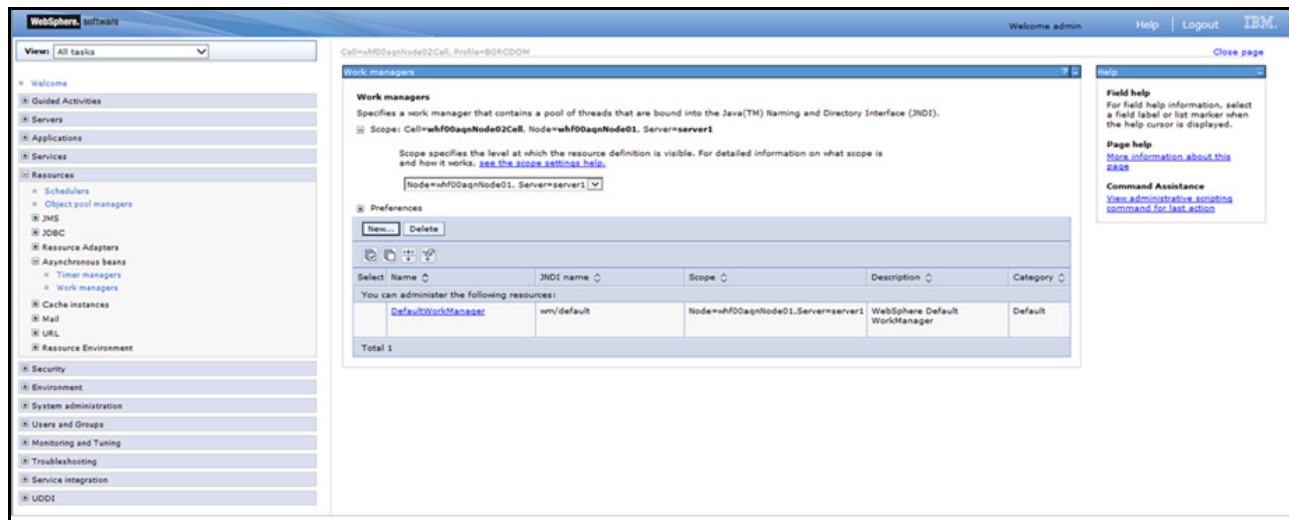 WebSphere. software
Welcome admin
Help
Logout
IBM.
View: All tasks
Cell=whf00aqnNode02Cell, Profile=BORCDOM
Close page
Welcome
Guided Activities
Servers
Applications
Services
Resources
Schedulers
Object pool managers
JMS
JDBC
Resource Adapters
Asynchronous beans
Timer managers
Work managers
Cache instances
Mail
URL
Resource Environment
Security
Environment
System administration
Users and Groups
Monitoring and Tuning
Troubleshooting
Service integration
UDDI
Work managers
? -
Work managers
Specifies a work manager that contains a pool of threads that are bound into the Java(TM) Naming and Directory Interface (JNDI).
Scope: Cell=whf00aqnNode02Cell, Node=whf00aqnNode01, Server=server1
Scope specifies the level at which the resource definition is visible. For detailed information on what scope is
and how it works, see the scope settings help.
Node=whf00aqnNode01, Server=server1
Preferences
New... Delete
Select Name JNDI name Scope Description Category
You can administer the following resources:
DefaultWorkManager wm/default Node=whf00aqnNode01,Server=server1 WebSphere Default Default
WorkManager
Total 1
Help
Field help
For field help information, select
a field label or list marker when
the help cursor is displayed.
Page help
More information about this
page
Command Assistance
View administrative scripting
command for last action